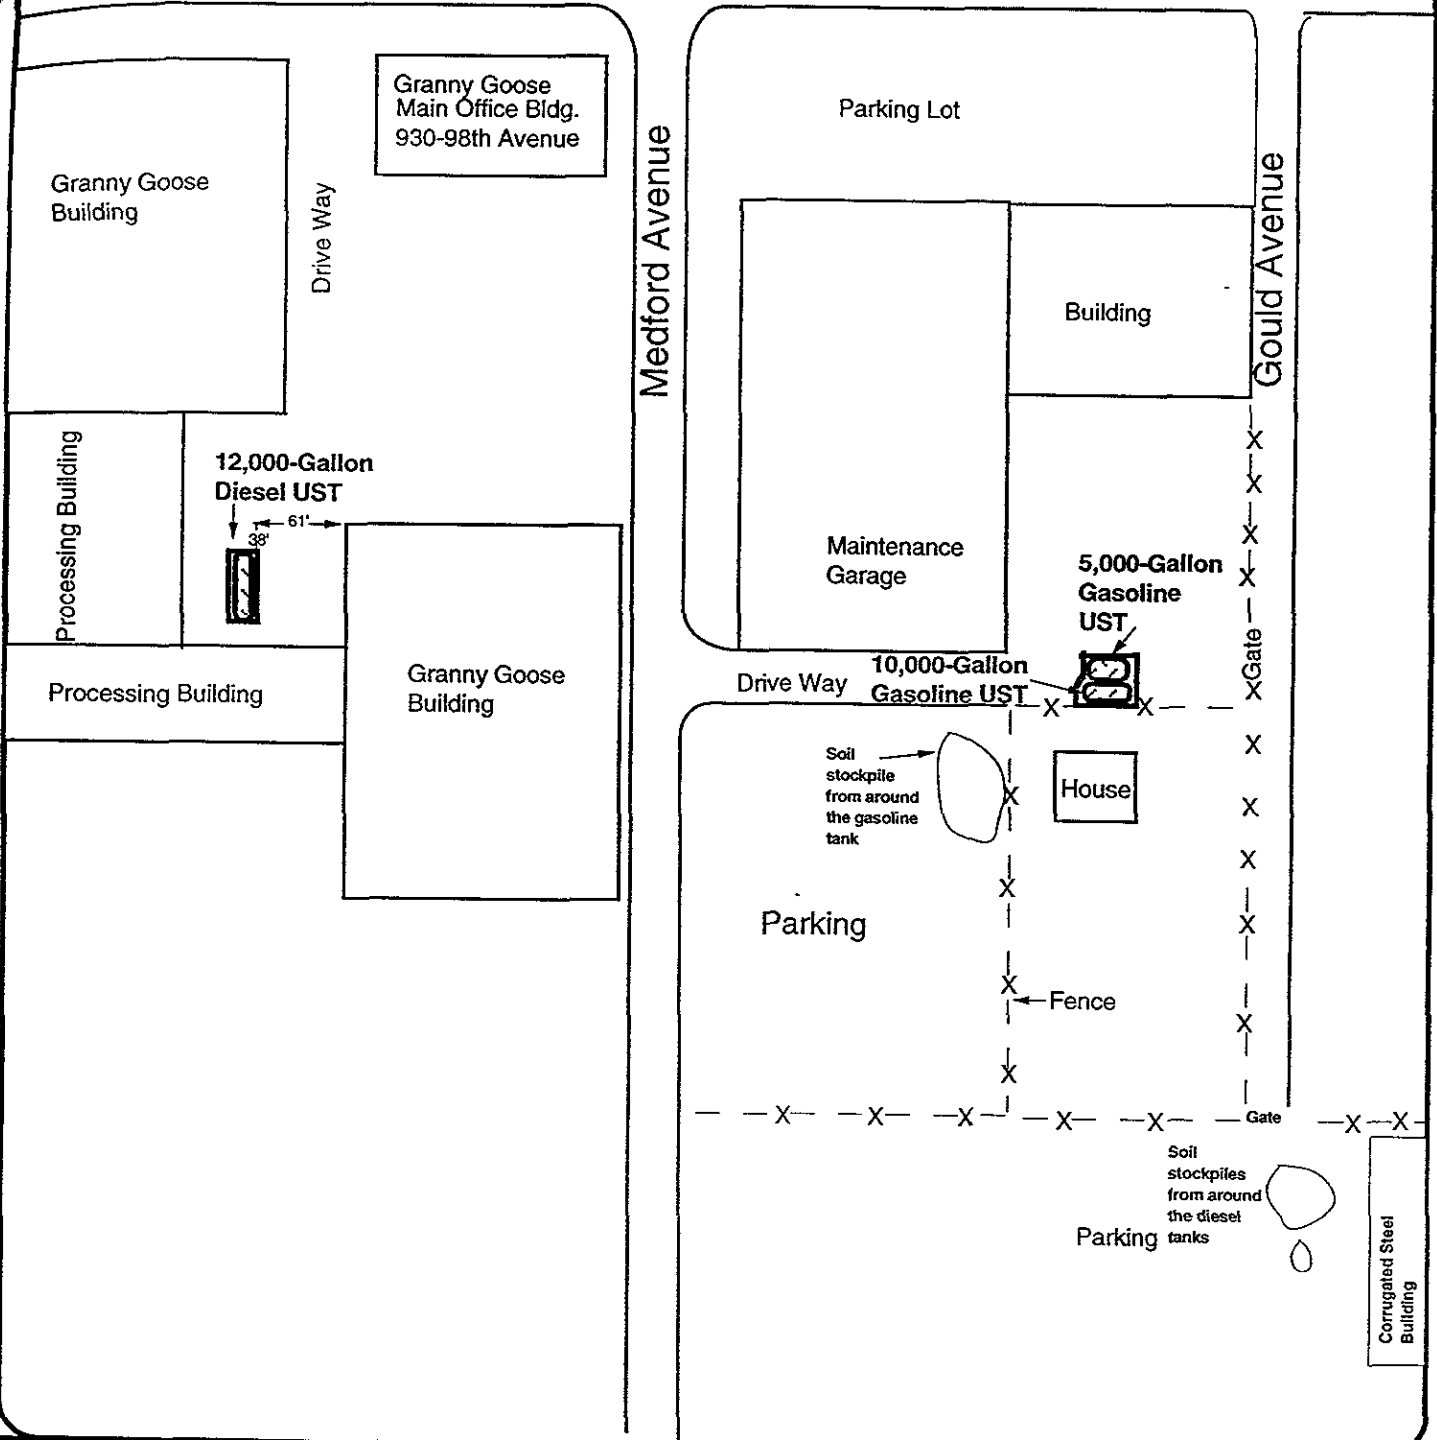 Granny Goose
Main Office Bldg.
930-98th Avenue
Parking Lot
Granny Goose
Building
Drive Way
Medford Avenue
Gould Avenue
Building
Processing Building
12,000-Gallon
Diesel UST
61'
38'
Maintenance
Garage
5,000-Gallon
Gasoline
UST
Gate
10,000-Gallon
Gasoline UST
Drive Way
Processing Building
Granny Goose
Building
Soil
stockpile
from around
the gasoline
tank
House
Parking
Fence
Gate
Soil
stockpiles
from around
the diesel
tanks
Parking
Corrugated Steel
Building